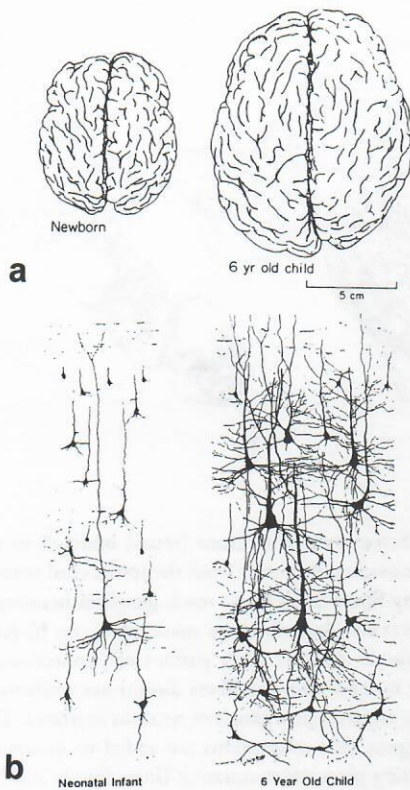 Newborn
6 yr old child
a
5 cm
b
Neonatal Infant
6 Year Old Child